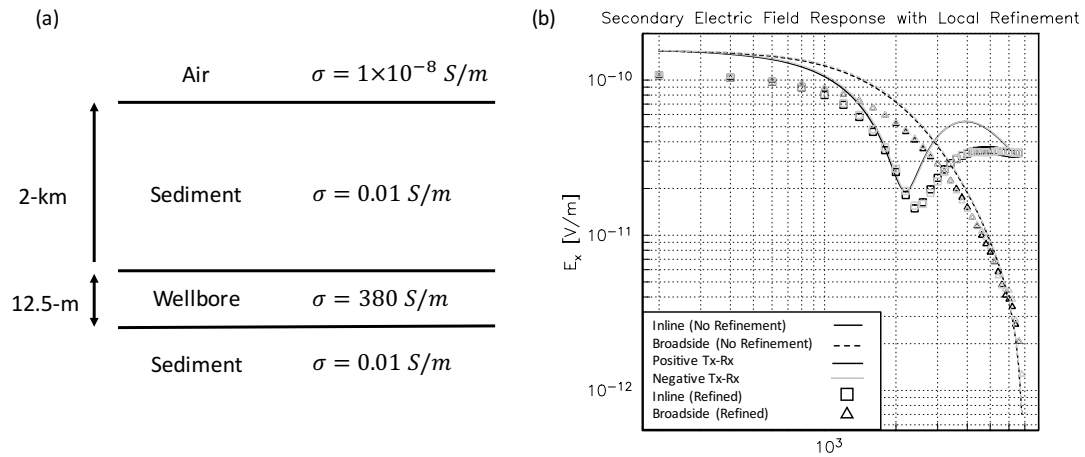 (a)
Air σ = 1×10⁻⁸ S/m
2-km
Sediment σ = 0.01 S/m
12.5-m
Wellbore σ = 380 S/m
Sediment σ = 0.01 S/m
(b)
Secondary Electric Field Response with Local Refinement
10⁻¹⁰
10⁻¹¹
10⁻¹²
Eₓ [V/m]
Inline (No Refinement)
Broadside (No Refinement)
Positive Tx-Rx
Negative Tx-Rx
Inline (Refined)
Broadside (Refined)
10³